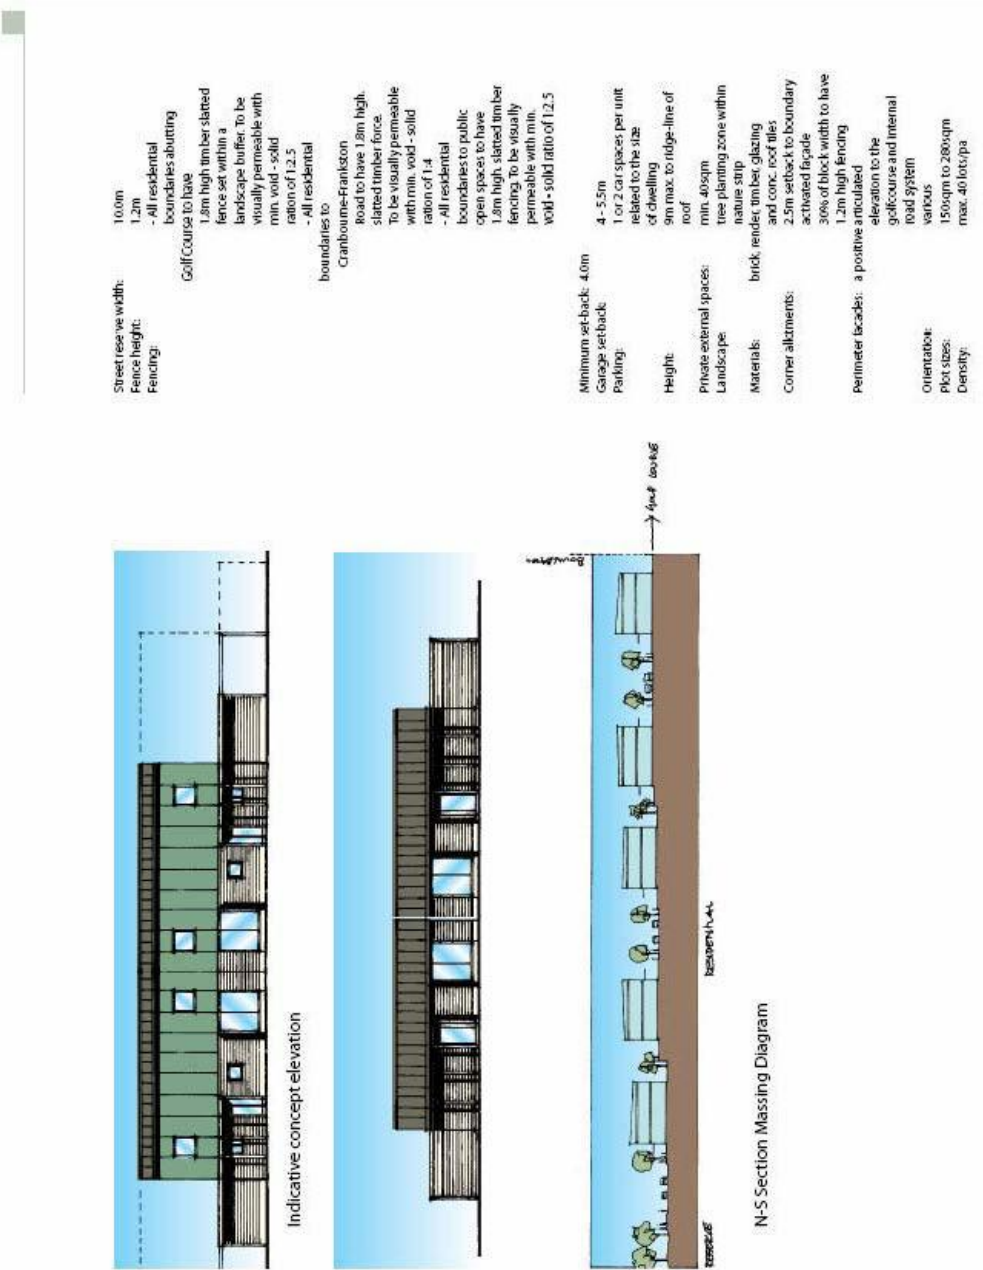 Indicative concept elevation
BOUNDARY
GOLF COURSE
RESERVE
RESIDENTIAL
N-S Section Massing Diagram
Street reserve width: 10.0m
Fence height: 1.2m
Fencing: - All residential
boundaries abutting
Golf Course to have
1.8m high timber slatted
fence set within a
landscape buffer. To be
visually permeable with
min. void - solid
ration of 1:2.5
- All residential
boundaries to
Cranbourne-Frankston
Road to have 1.8m high.
slatted timber force.
To be visually permeable
with min. void - solid
ration of 1:4
- All residential
boundaries to public
open spaces to have
1.8m high. slatted timber
fencing. To be visually
permeable with min.
void - solid ratio of 1:2.5
Minimum set-back: 4.0m
Garage set-back: 4 - 5.5m
Parking: 1 or 2 car spaces per unit
related to the size
of dwelling
Height: 9m max. to ridge-line of
roof
Private external spaces: min. 40sqm
Landscape: tree planting zone within
nature strip
Materials: brick, render, timber, glazing
and conc. roof tiles
Corner allotments: 2.5m setback to boundary
activated façade
30% of block width to have
1.2m high fencing
Perimeter facades: a positive articulated
elevation to the
golfcourse and internal
road system
Orientation: various
Plot sizes: 150sqm to 280sqm
Density: max. 40 lots/pa